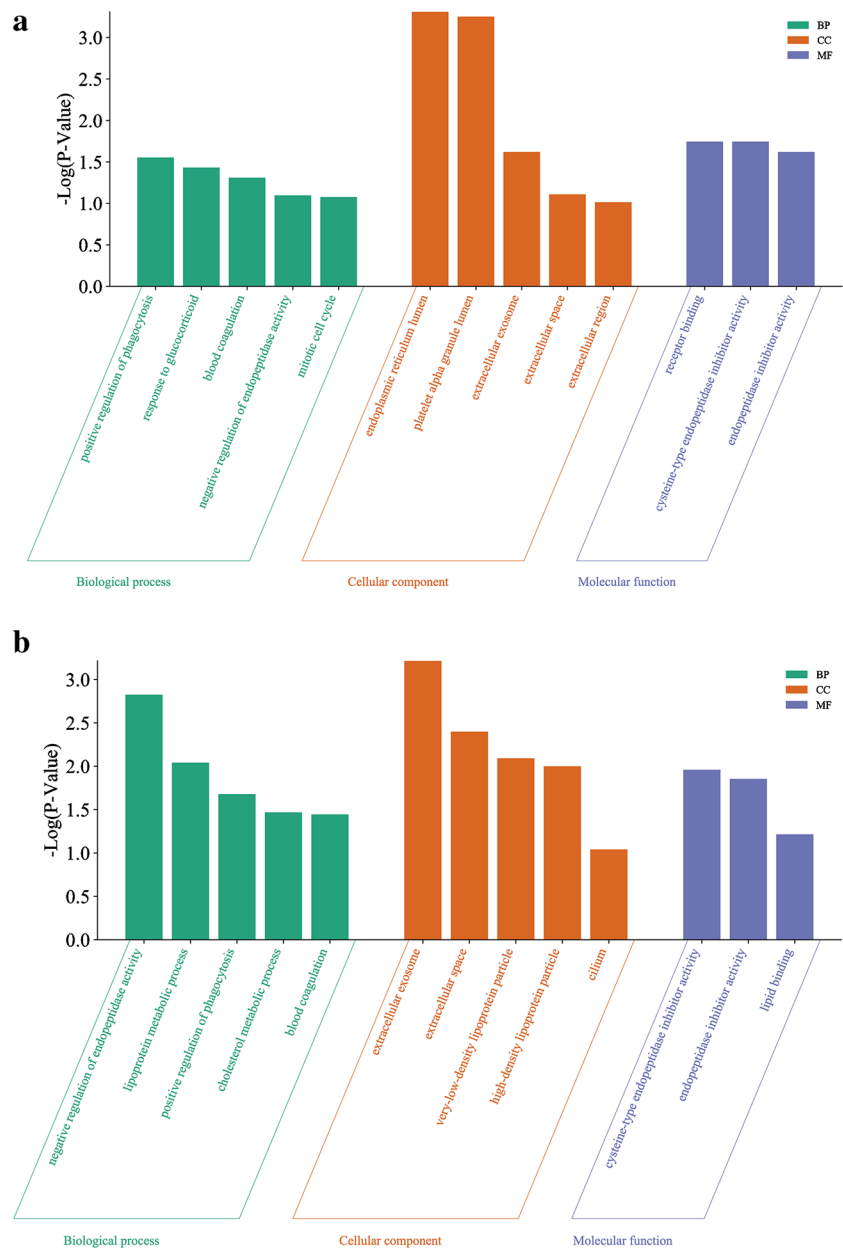 a
BP
CC
MF
-Log(P-Value)
3.0
2.5
2.0
1.5
1.0
0.5
0.0
positive regulation of phagocytosis
response to glucocorticoid
blood coagulation
negative regulation of endopeptidase activity
mitotic cell cycle
endoplasmic reticulum lumen
platelet alpha granule lumen
extracellular exosome
extracellular space
extracellular region
receptor binding
cysteine-type endopeptidase inhibitor activity
endopeptidase inhibitor activity
Biological process
Cellular component
Molecular function
b
BP
CC
MF
-Log(P-Value)
3.0
2.5
2.0
1.5
1.0
0.5
0.0
negative regulation of endopeptidase activity
lipoprotein metabolic process
positive regulation of phagocytosis
cholesterol metabolic process
blood coagulation
extracellular exosome
extracellular space
very-low-density lipoprotein particle
high-density lipoprotein particle
cilium
cysteine-type endopeptidase inhibitor activity
endopeptidase inhibitor activity
lipid binding
Biological process
Cellular component
Molecular function